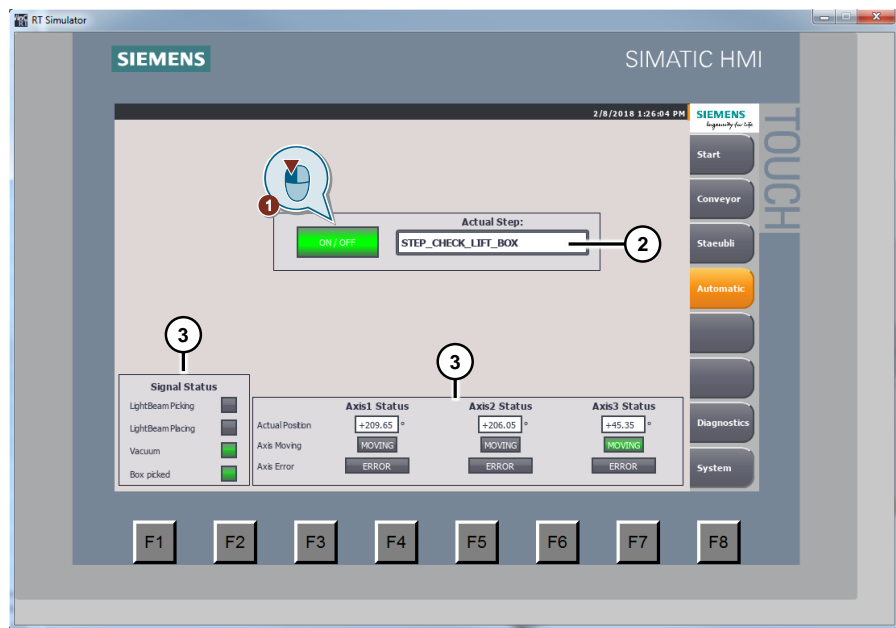 RT Simulator
SIEMENS
SIMATIC HMI
TOUCH
2/8/2018 1:26:04 PM
SIEMENS
Ingenuity for life
Start
Conveyor
Staeubli
Automatic
Diagnostics
System
1
Actual Step:
ON / OFF
STEP_CHECK_LIFT_BOX
2
3
Signal Status
LightBeam Picking
LightBeam Placing
Vacuum
Box picked
3
Axis1 Status Axis2 Status Axis3 Status
Actual Position +209.65 ° +206.05 ° +45.35 °
Axis Moving MOVING MOVING MOVING
Axis Error ERROR ERROR ERROR
F1 F2 F3 F4 F5 F6 F7 F8